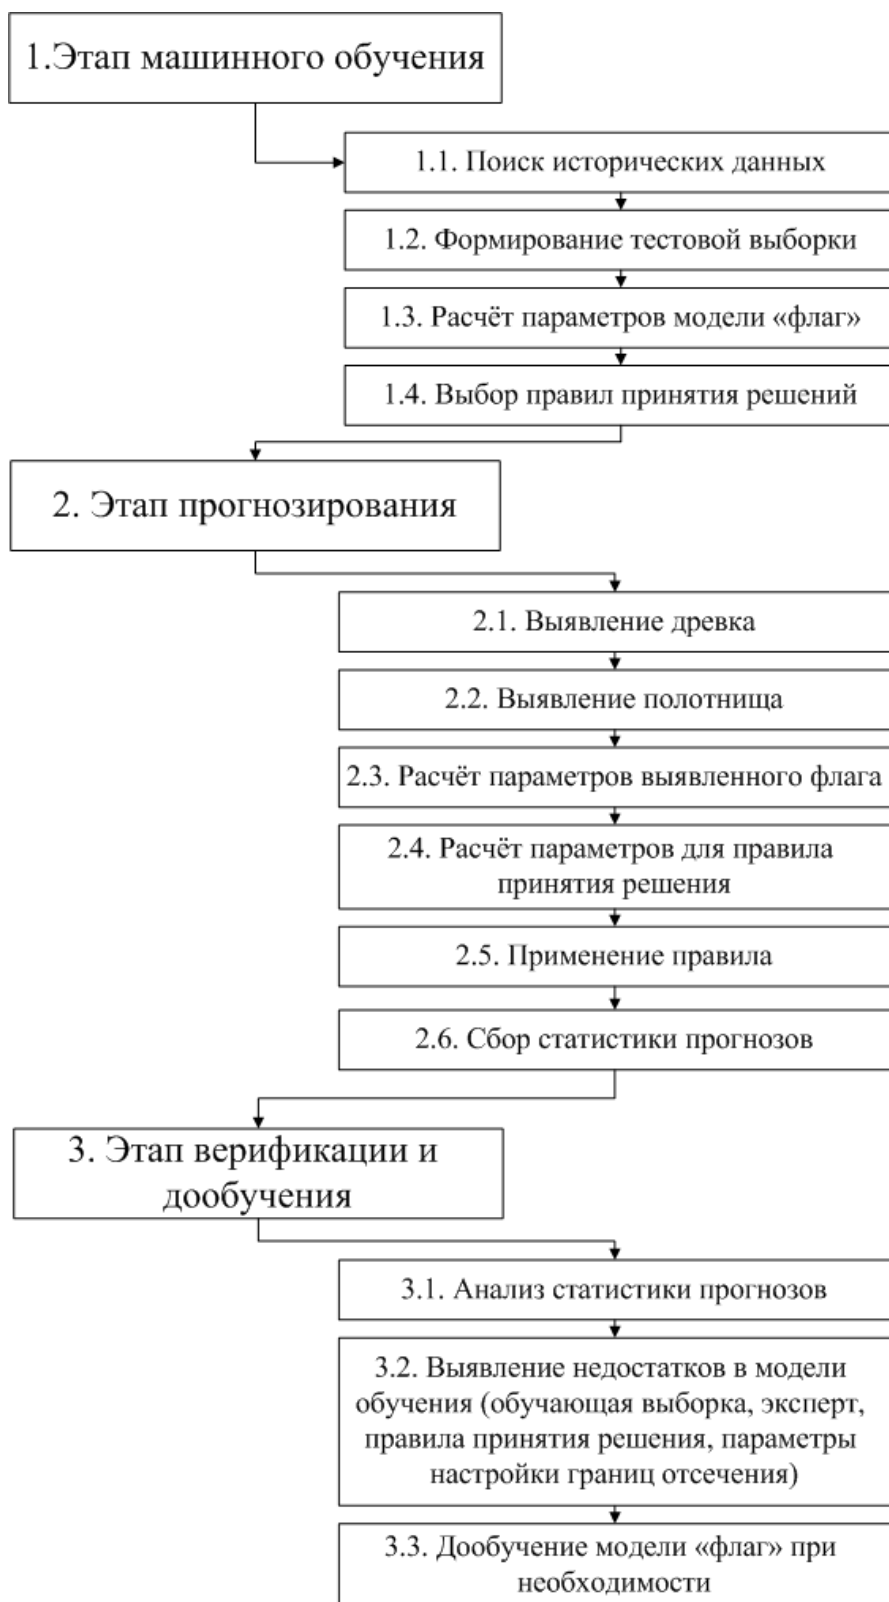 1.Этап машинного обучения
1.1. Поиск исторических данных
1.2. Формирование тестовой выборки
1.3. Расчёт параметров модели «флаг»
1.4. Выбор правил принятия решений
2. Этап прогнозирования
2.1. Выявление древка
2.2. Выявление полотнища
2.3. Расчёт параметров выявленного флага
2.4. Расчёт параметров для правила
принятия решения
2.5. Применение правила
2.6. Сбор статистики прогнозов
3. Этап верификации и
дообучения
3.1. Анализ статистики прогнозов
3.2. Выявление недостатков в модели
обучения (обучающая выборка, эксперт,
правила принятия решения, параметры
настройки границ отсечения)
3.3. Дообучение модели «флаг» при
необходимости